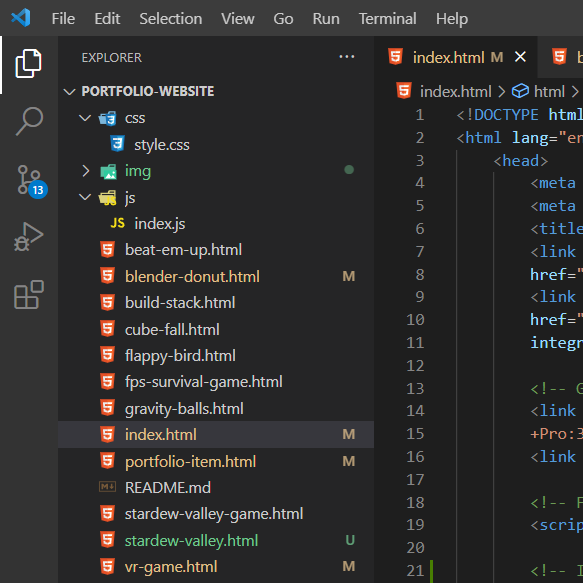 File Edit Selection View Go Run Terminal Help
EXPLORER ···
index.html M
PORTFOLIO-WEBSITE
index.html > html >
css
style.css
img
js
JS index.js
beat-em-up.html
blender-donut.html M
build-stack.html
cube-fall.html
flappy-bird.html
fps-survival-game.html
gravity-balls.html
index.html M
portfolio-item.html M
README.md
stardew-valley-game.html
stardew-valley.html U
vr-game.html M
13
1 <!DOCTYPE html
2 <html lang="en
3 <head>
4 <meta
5 <meta
6 <title
7 <link
8 href="
9 <link
10 href="
11 integr
12
13 <!-- G
14 <link
15 +Pro:3
16 <link
17
18 <!-- F
19 <scrip
20
21 <!-- I